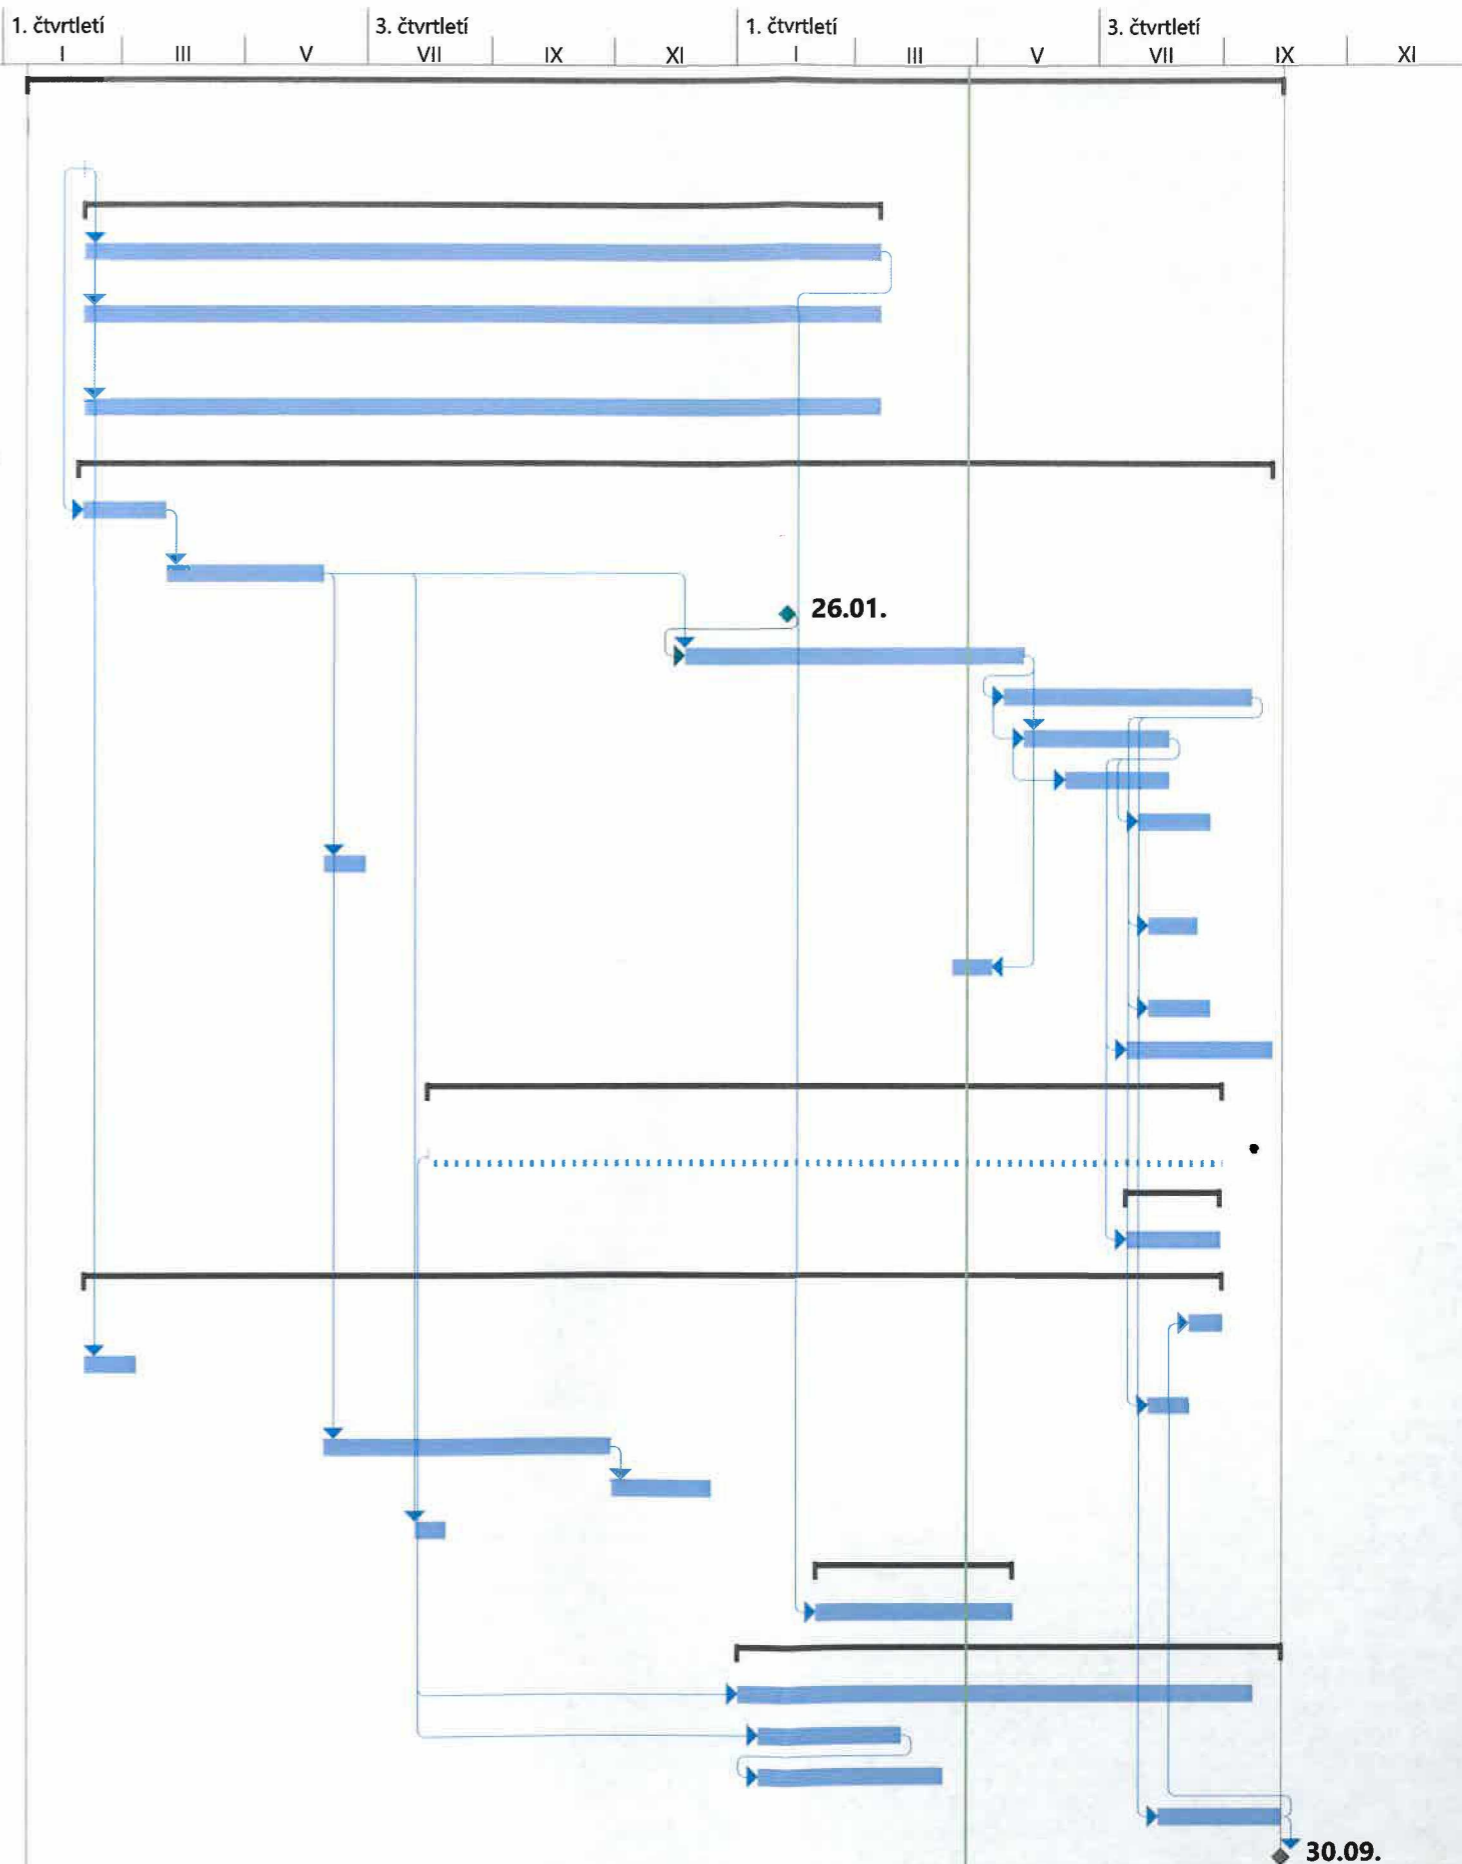 1. čtvrtletí 3. čtvrtletí 1. čtvrtletí 3. čtvrtletí
I III V VII IX XI I III V VII IX XI
26.01.
30.09.